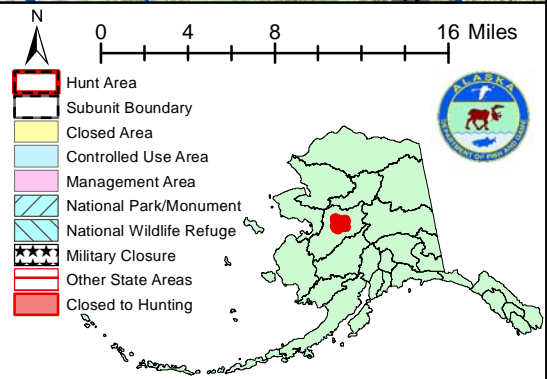 N
0 4 8 16 Miles
Hunt Area
Subunit Boundary
Closed Area
Controlled Use Area
Management Area
National Park/Monument
National Wildlife Refuge
Military Closure
Other State Areas
Closed to Hunting
ALASKA
DEPARTMENT OF FISH AND GAME